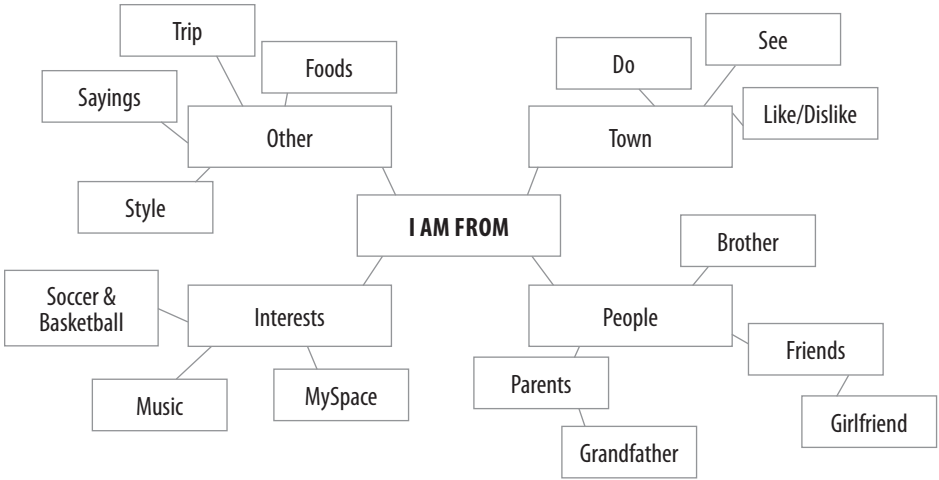 Trip
Foods
Sayings
Other
Style
Do
See
Like/Dislike
Town
I AM FROM
Soccer &
Basketball
Interests
Music
MySpace
Brother
People
Friends
Parents
Girlfriend
Grandfather